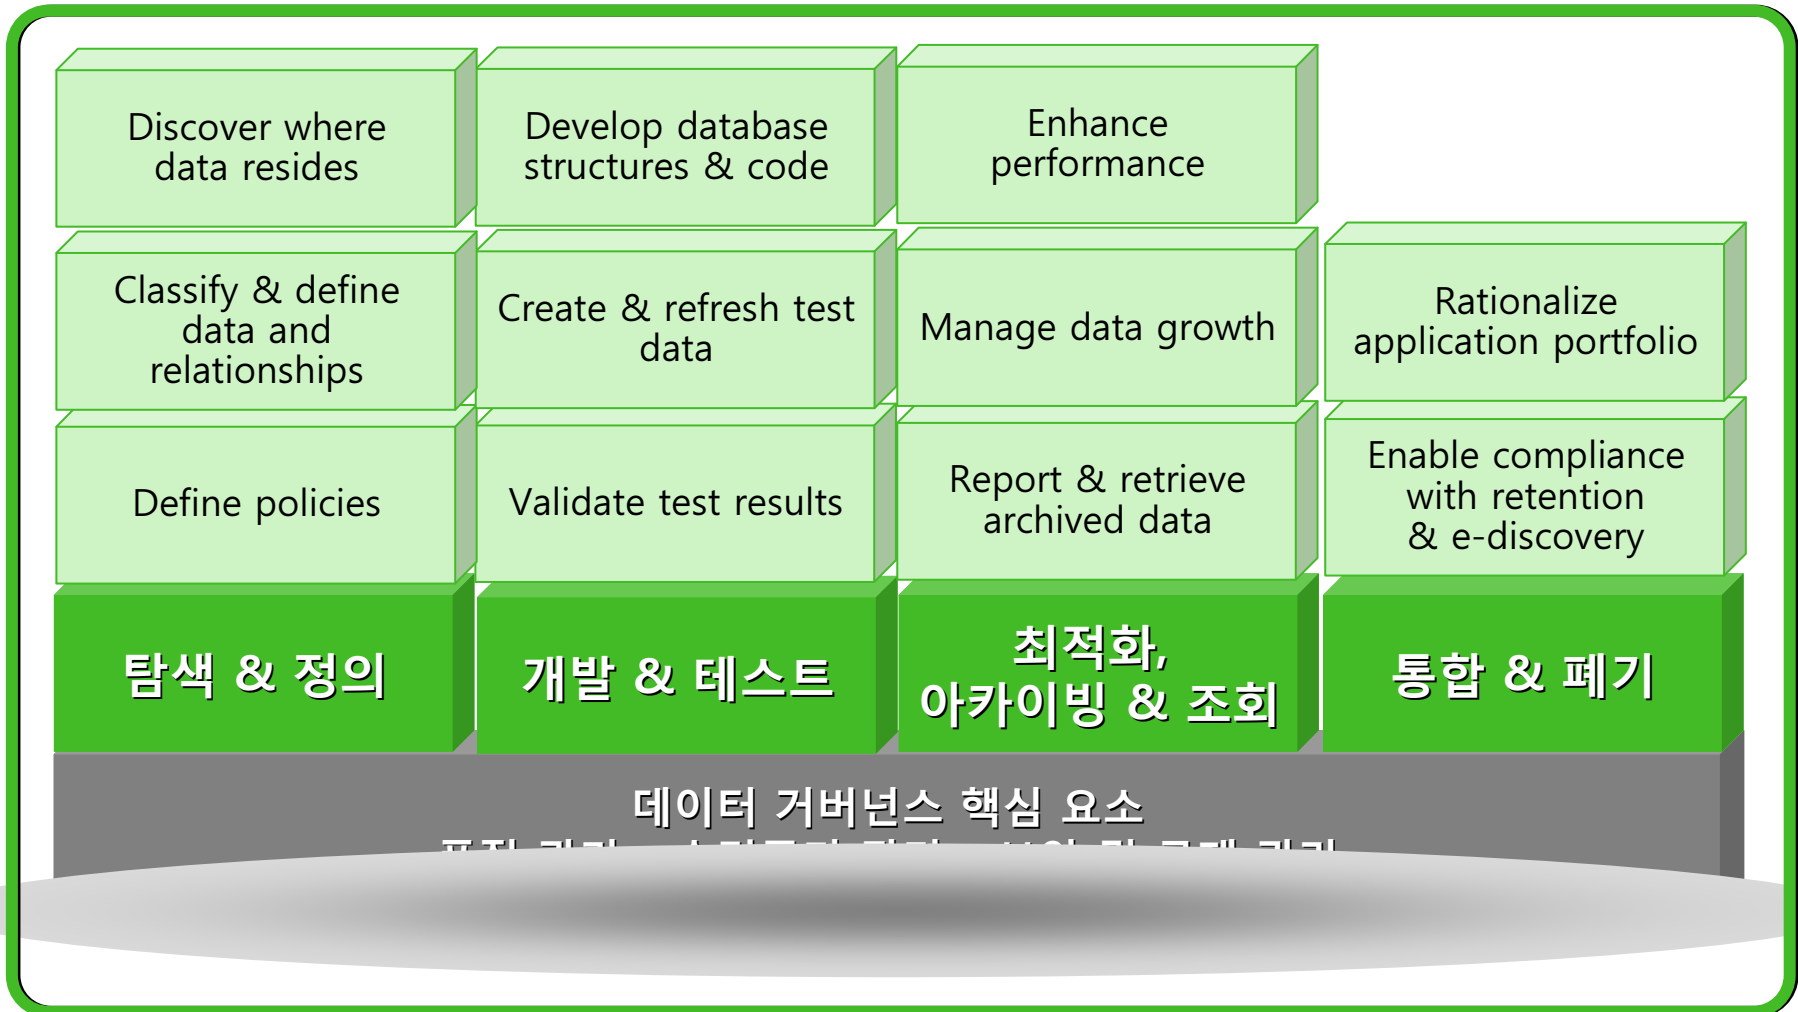 Discover where
data resides
Develop database
structures & code
Enhance
performance
Classify & define
data and
relationships
Create & refresh test
data
Manage data growth
Rationalize
application portfolio
Define policies
Validate test results
Report & retrieve
archived data
Enable compliance
with retention
& e-discovery
탐색 & 정의
개발 & 테스트
최적화,
아카이빙 & 조회
통합 & 폐기
데이터 거버넌스 핵심 요소